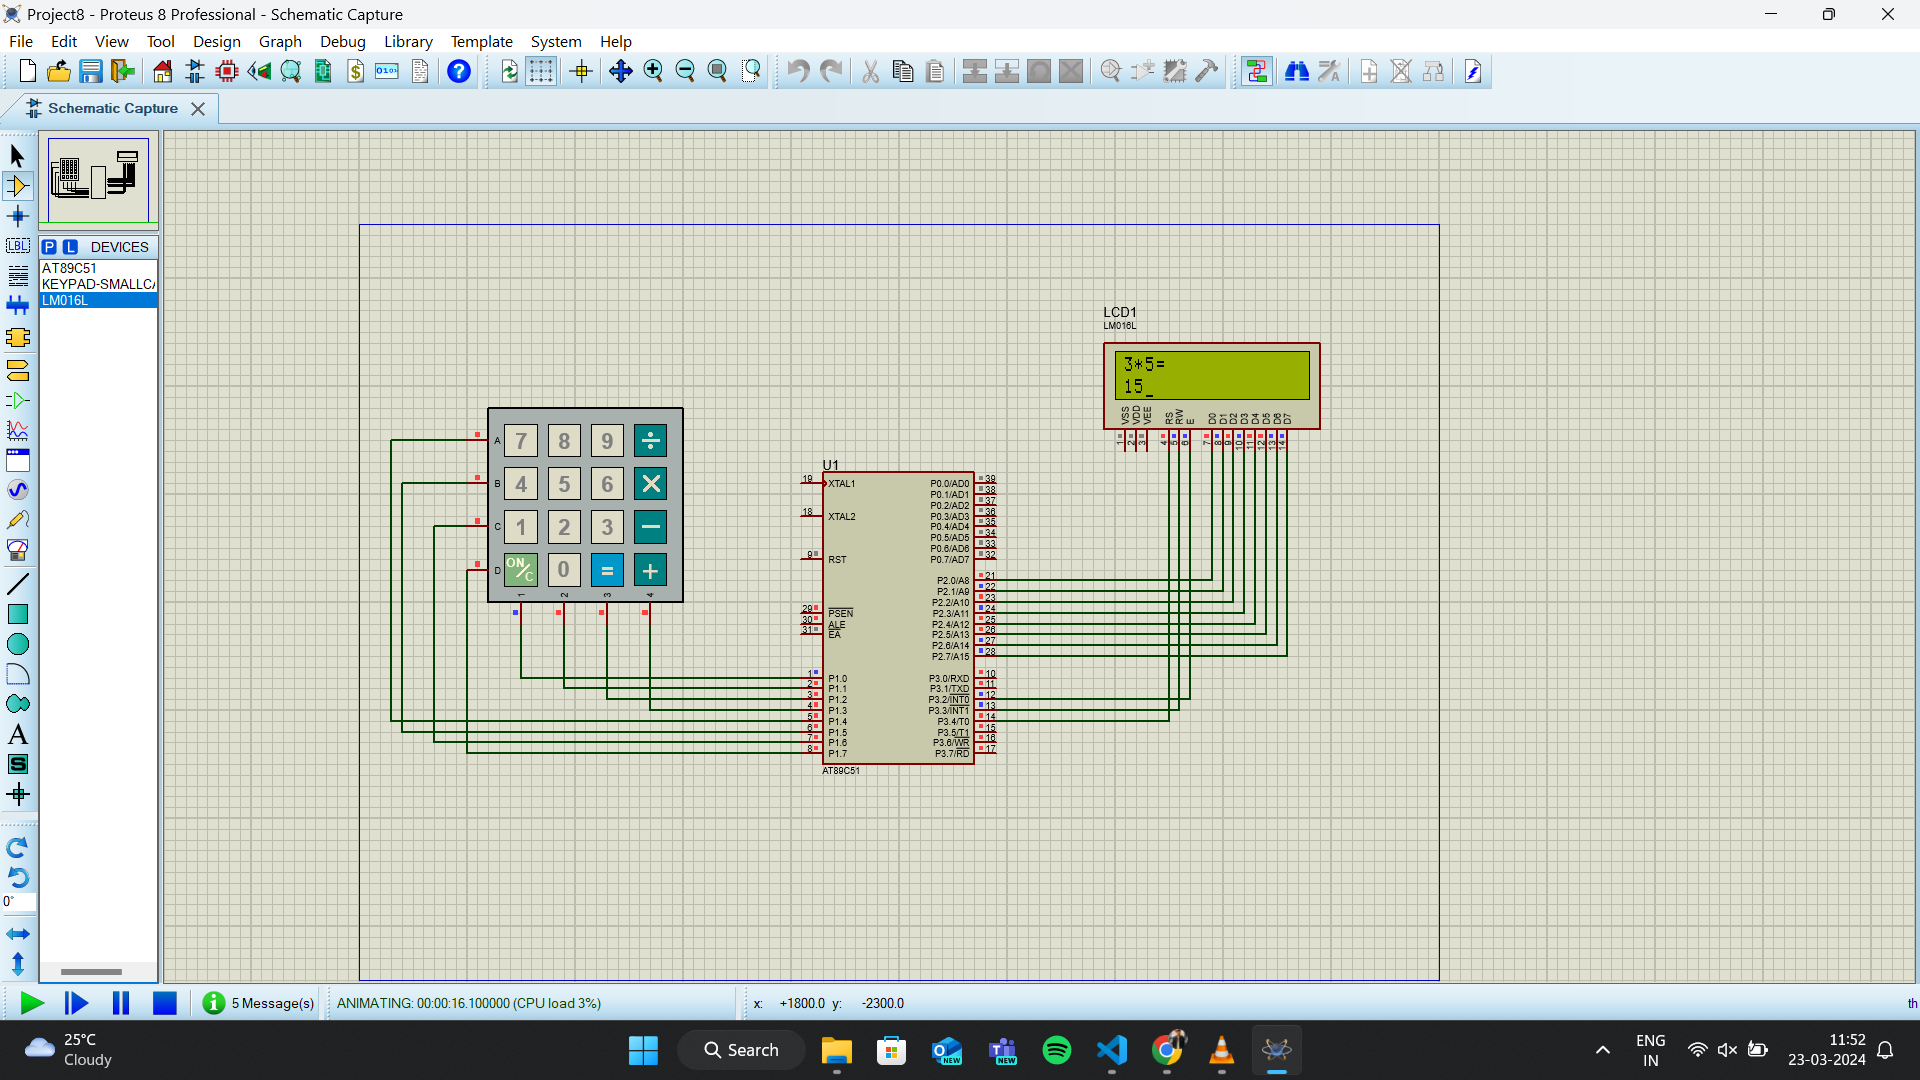 Project8 - Proteus 8 Professional - Schematic Capture
File Edit View Tool Design Graph Debug Library Template System Help
Schematic Capture
P L DEVICES
AT89C51
KEYPAD-SMALLCA
LM016L
LBL
A
S
0°
LCD1
LM016L
3*5=
15_
VSS VDD VEE RS RW E D0 D1 D2 D3 D4 D5 D6 D7
1 2 3 4 5 6 7 8 9 10 11 12 13 14
A 7 8 9 ÷
B 4 5 6 ×
C 1 2 3 −
D ON/C 0 = +
1 2 3 4
U1
19 XTAL1 P0.0/AD0 39
P0.1/AD1 38
P0.2/AD2 37
18 XTAL2 P0.3/AD3 36
P0.4/AD4 35
P0.5/AD5 34
P0.6/AD6 33
9 RST P0.7/AD7 32
P2.0/A8 21
P2.1/A9 22
P2.2/A10 23
29 PSEN P2.3/A11 24
30 ALE P2.4/A12 25
31 EA P2.5/A13 26
P2.6/A14 27
P2.7/A15 28
1 P1.0 P3.0/RXD 10
2 P1.1 P3.1/TXD 11
3 P1.2 P3.2/INT0 12
4 P1.3 P3.3/INT1 13
5 P1.4 P3.4/T0 14
6 P1.5 P3.5/T1 15
7 P1.6 P3.6/WR 16
8 P1.7 P3.7/RD 17
AT89C51
5 Message(s) ANIMATING: 00:00:16.100000 (CPU load 3%) x: +1800.0 y: -2300.0 th
25°C
Cloudy
Search
NEW
NEW
ENG
IN
11:52
23-03-2024